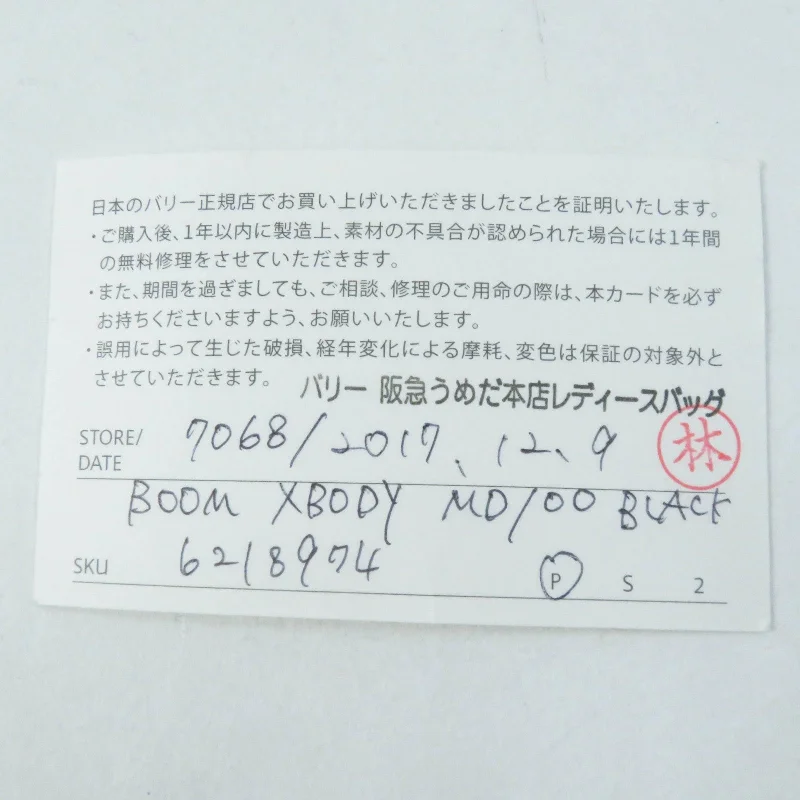 日本のバリー正規店でお買い上げいただきましたことを証明いたします。
・ご購入後、1年以内に製造上、素材の不具合が認められた場合には1年間
の無料修理をさせていただきます。
・また、期間を過ぎましても、ご相談、修理のご用命の際は、本カードを必ず
お持ちくださいますよう、お願いいたします。
・誤用によって生じた破損、経年変化による摩耗、変色は保証の対象外と
させていただきます。
バリー 阪急うめだ本店レディースバッグ
STORE/
DATE 7068/2017、12、9 林
BOOM XBODY MD/00 BLACK
SKU 6218974 P S 2